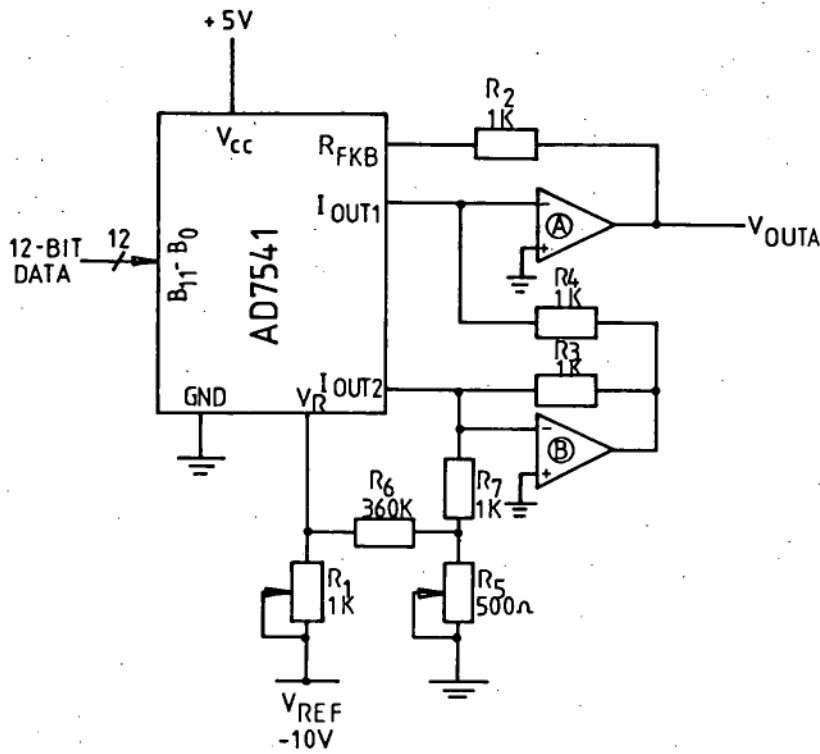 +5V
VCC
RFKB
R2
1K
IOUT1
A
VOUTA
12-BIT
DATA
12
B11-B0
AD7541
R4
1K
R3
1K
IOUT2
B
GND
VR
R6
360K
R7
1K
R1
1K
R5
500Ω
VREF
-10V